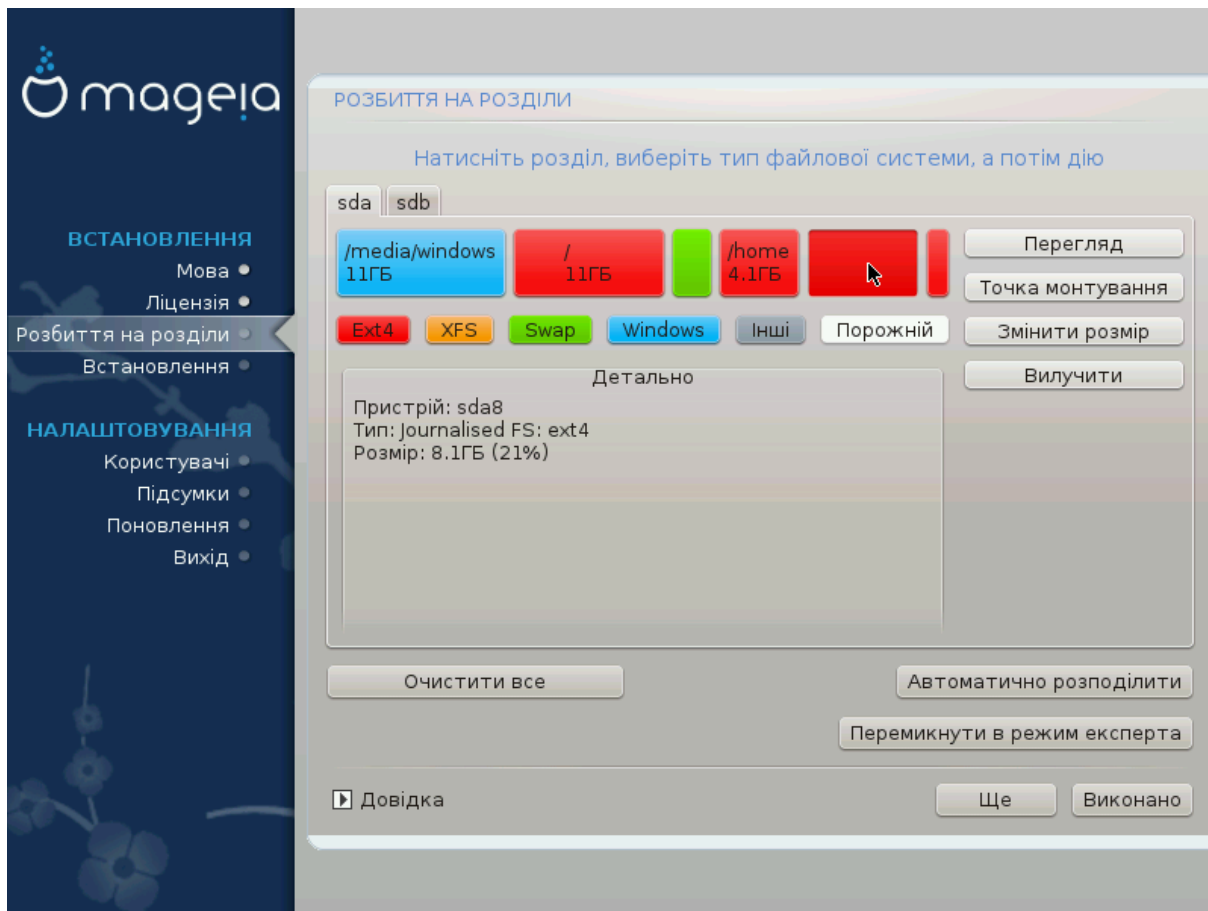 mageia
ВСТАНОВЛЕННЯ
Мова
Ліцензія
Розбиття на розділи
Встановлення
НАЛАШТОВУВАННЯ
Користувачі
Підсумки
Поновлення
Вихід
РОЗБИТТЯ НА РОЗДІЛИ
Натисніть розділ, виберіть тип файлової системи, а потім дію
sda sdb
/media/windows
11ГБ
/
11ГБ
/home
4.1ГБ
Ext4 XFS Swap Windows Інші Порожній
Перегляд
Точка монтування
Змінити розмір
Вилучити
Детально
Пристрій: sda8
Тип: Journalised FS: ext4
Розмір: 8.1ГБ (21%)
Очистити все
Автоматично розподілити
Перемикнути в режим експерта
Довідка
Ще
Виконано